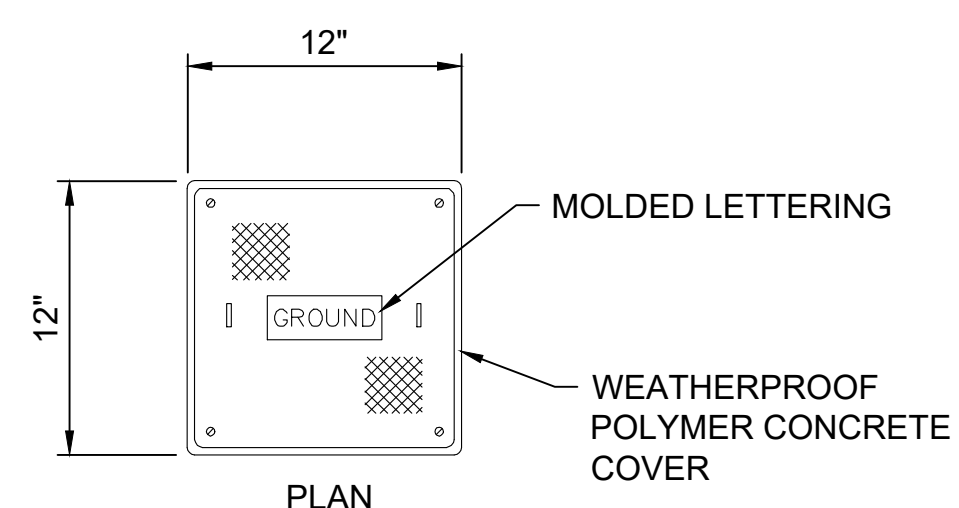 12"
12"
MOLDED LETTERING
GROUND
WEATHERPROOF
POLYMER CONCRETE
COVER
PLAN